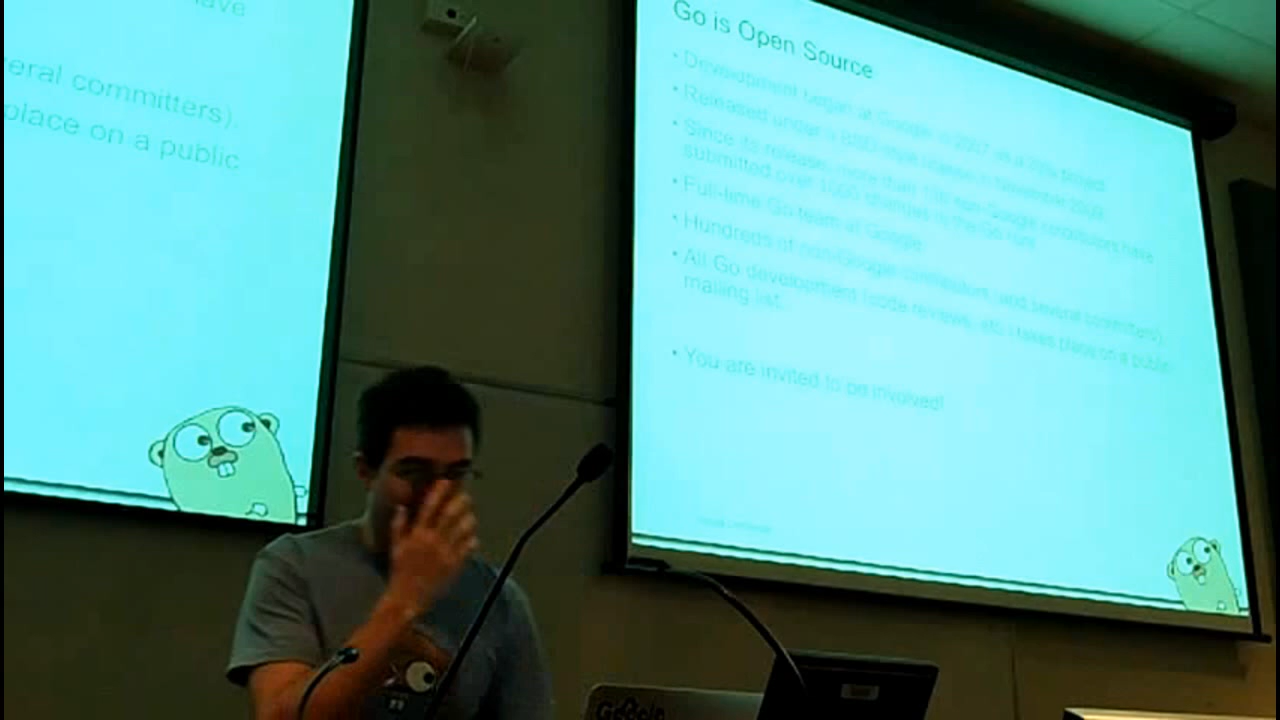 have
eral committers).
place on a public
Go is Open Source
• Development began at Google in 2007 as a 20% project.
• Released under a BSD-style license in November 2009.
• Since its release, more than non-Google contributors have
submitted over 1000 changes to the Go core.
• Full-time Go team at Google.
• Hundreds of non-Google contributors (and several committers).
• All Go development (code reviews, etc) takes place on a public
mailing list.
• You are invited to be involved!
Google